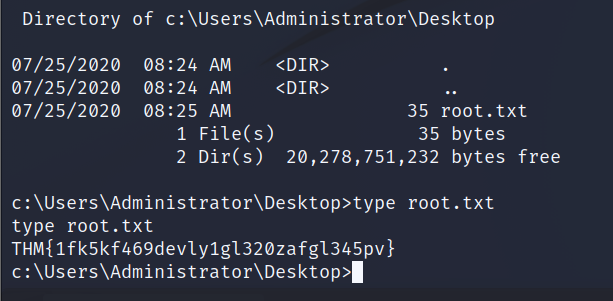 Directory of c:\Users\Administrator\Desktop
07/25/2020  08:24 AM    <DIR>          .
07/25/2020  08:24 AM    <DIR>          ..
07/25/2020  08:25 AM                35 root.txt
1 File(s)             35 bytes
2 Dir(s)  20,278,751,232 bytes free
c:\Users\Administrator\Desktop>type root.txt
type root.txt
THM{1fk5kf469devly1gl320zafgl345pv}
c:\Users\Administrator\Desktop>